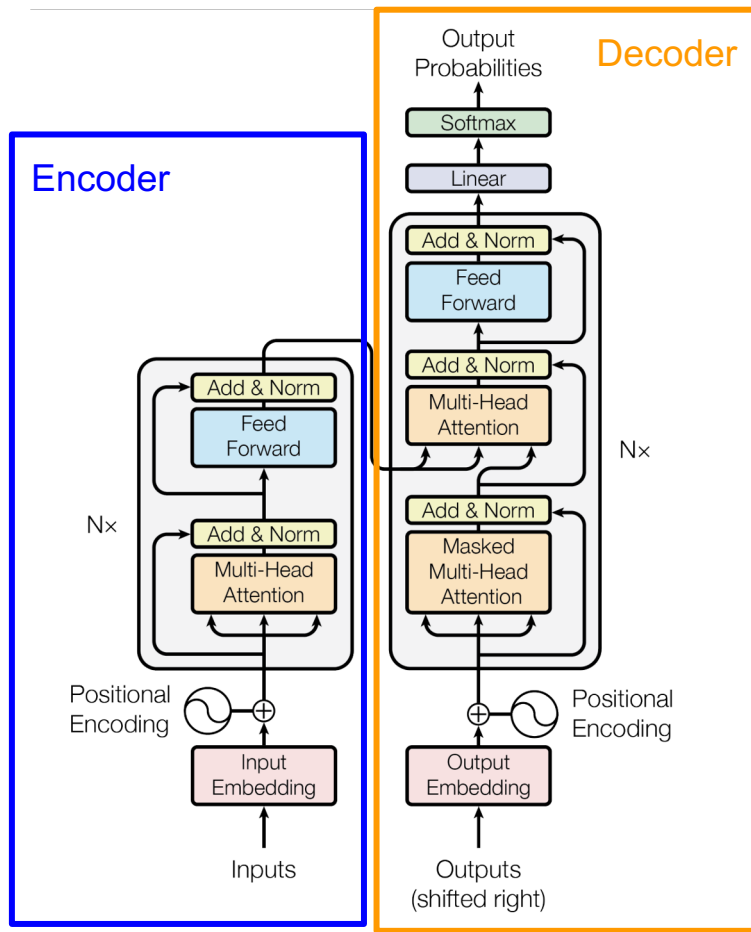 Encoder
Add & Norm
Feed
Forward
Nx
Add & Norm
Multi-Head
Attention
Positional
Encoding
Input
Embedding
Inputs
Decoder
Output
Probabilities
Softmax
Linear
Add & Norm
Feed
Forward
Add & Norm
Multi-Head
Attention
Nx
Add & Norm
Masked
Multi-Head
Attention
Positional
Encoding
Output
Embedding
Outputs
(shifted right)